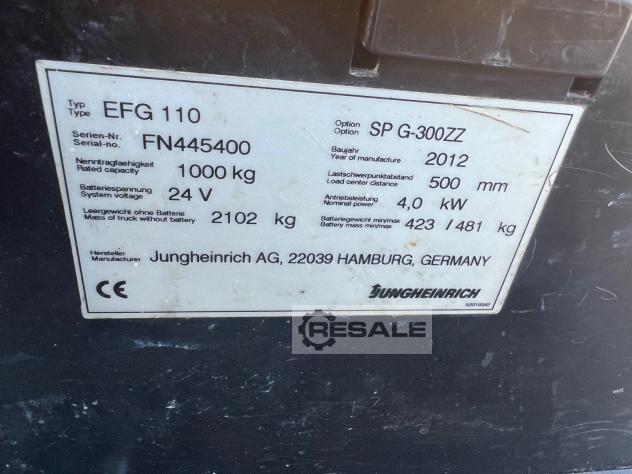 Typ
Type EFG 110
Option
Option SP G-300ZZ
Serien-Nr.
Serial-no. FN445400
Baujahr
Year of manufacture 2012
Nenntragfaehigkeit
Rated capacity 1000 kg
Lastschwerpunktabstand
Load center distance 500 mm
Batteriespannung
System voltage 24 V
Antriebsleistung
Nominal power 4,0 kW
Leergewicht ohne Batterie
Mass of truck without battery 2102 kg
Batteriegewicht min/max
Battery mass min/max 423 / 481 kg
Hersteller
Manufacturer Jungheinrich AG, 22039 HAMBURG, GERMANY
CE
JUNGHEINRICH
RESALE